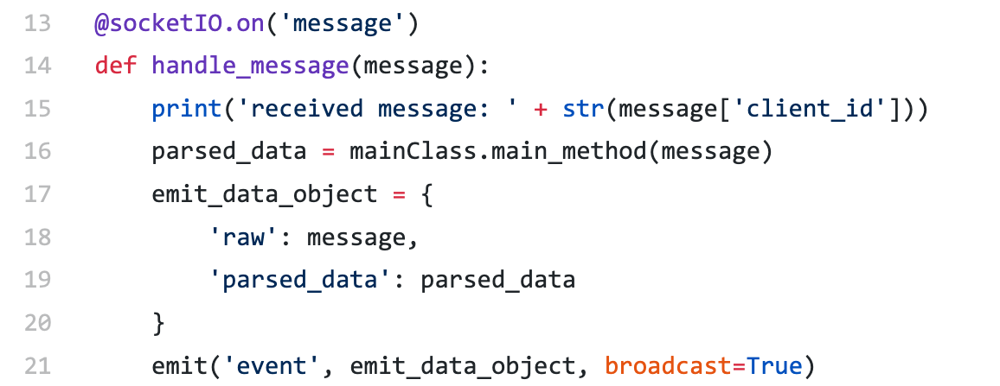 13 @socketIO.on('message')
14 def handle_message(message):
15     print('received message: ' + str(message['client_id']))
16     parsed_data = mainClass.main_method(message)
17     emit_data_object = {
18         'raw': message,
19         'parsed_data': parsed_data
20     }
21     emit('event', emit_data_object, broadcast=True)